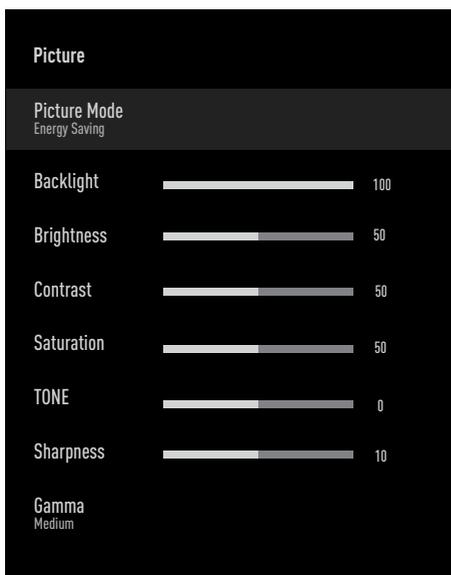 Picture
Picture Mode
Energy Saving
Backlight 100
Brightness 50
Contrast 50
Saturation 50
TONE 0
Sharpness 10
Gamma
Medium